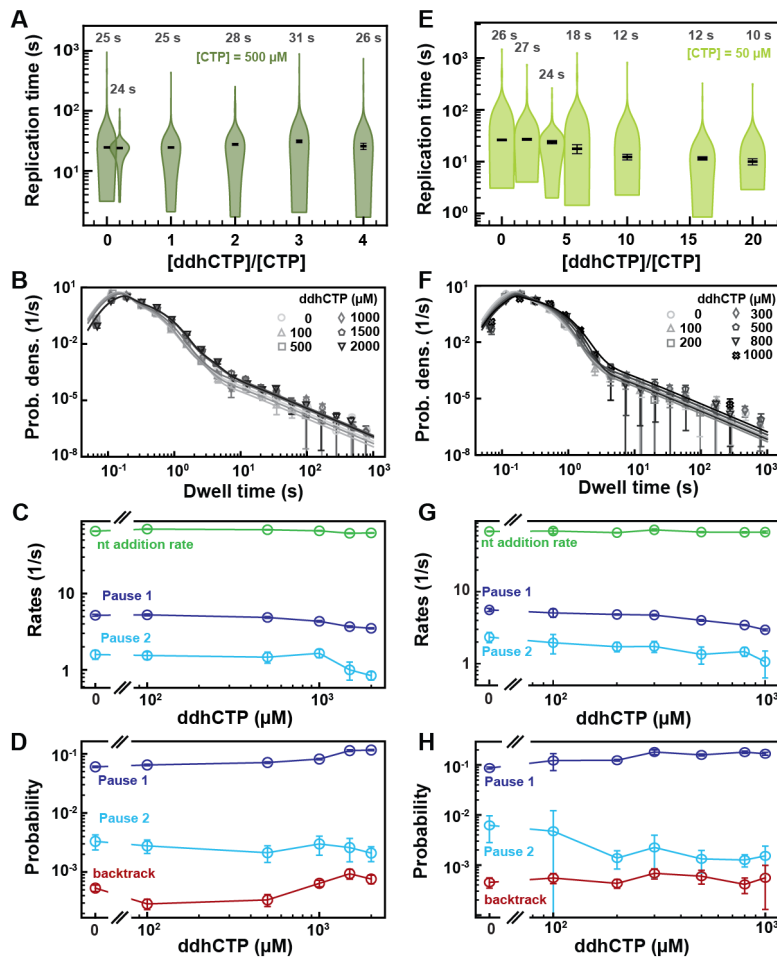 A
25 s 25 s 28 s 31 s 26 s
24 s
[CTP] = 500 µM
Replication time (s)
10³
10²
10¹
0 1 2 3 4
[ddhCTP]/[CTP]
E
26 s 18 s 12 s 12 s 10 s
27 s
24 s
[CTP] = 50 µM
Replication time (s)
10³
10²
10¹
10⁰
0 5 10 15 20
[ddhCTP]/[CTP]
B
Prob. dens. (1/s)
10¹
10⁻²
10⁻⁵
10⁻⁸
ddhCTP (µM)
0 1000
100 1500
500 2000
10⁻¹ 10⁰ 10¹ 10² 10³
Dwell time (s)
F
Prob. dens. (1/s)
10¹
10⁻²
10⁻⁵
10⁻⁸
ddhCTP (µM)
0 300
100 500
200 800
1000
10⁻¹ 10⁰ 10¹ 10² 10³
Dwell time (s)
C
Rates (1/s)
10
1
nt addition rate
Pause 1
Pause 2
0 10² 10³
ddhCTP (µM)
G
Rates (1/s)
10
1
nt addition rate
Pause 1
Pause 2
0 10² 10³
ddhCTP (µM)
D
Probability
10⁻¹
10⁻²
10⁻³
Pause 1
Pause 2
backtrack
0 10² 10³
ddhCTP (µM)
H
Probability
10⁻¹
10⁻²
10⁻³
Pause 1
Pause 2
backtrack
0 10² 10³
ddhCTP (µM)